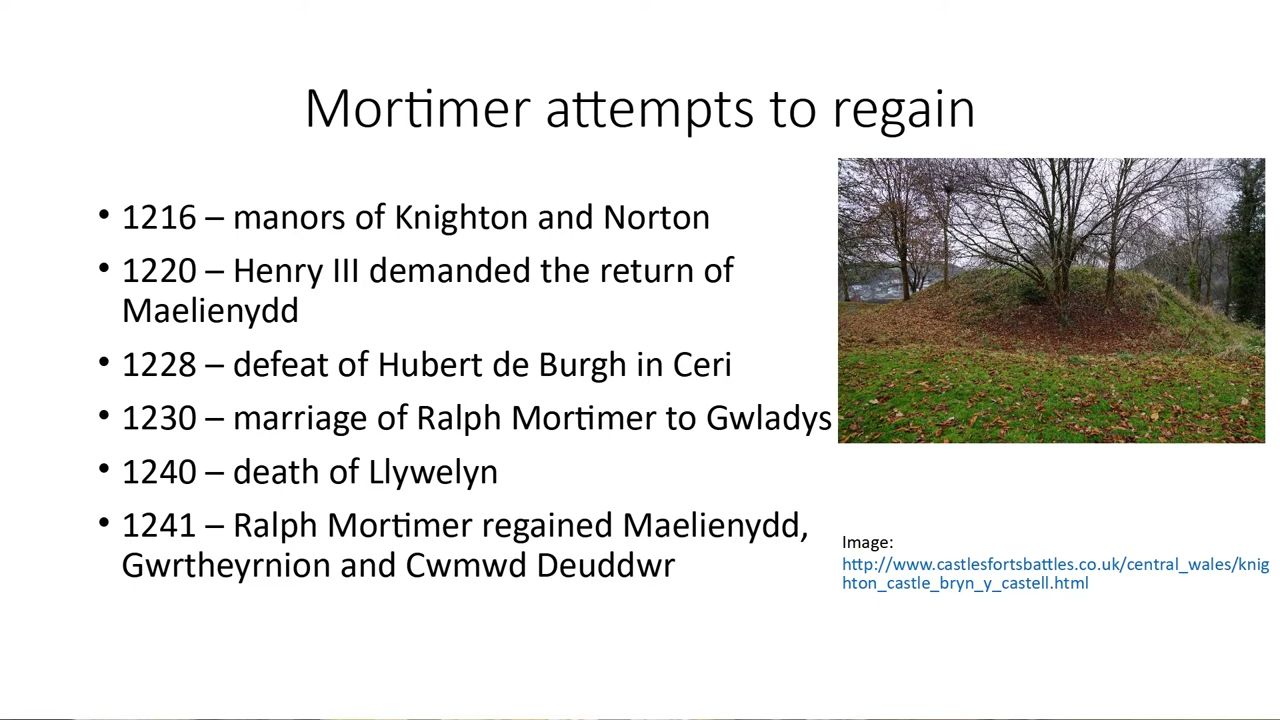 Mortimer attempts to regain
• 1216 – manors of Knighton and Norton
• 1220 – Henry III demanded the return of
Maelienydd
• 1228 – defeat of Hubert de Burgh in Ceri
• 1230 – marriage of Ralph Mortimer to Gwladys
• 1240 – death of Llywelyn
• 1241 – Ralph Mortimer regained Maelienydd,
Gwrtheyrnion and Cwmwd Deuddwr
Image:
http://www.castlesfortsbattles.co.uk/central_wales/knig
hton_castle_bryn_y_castell.html